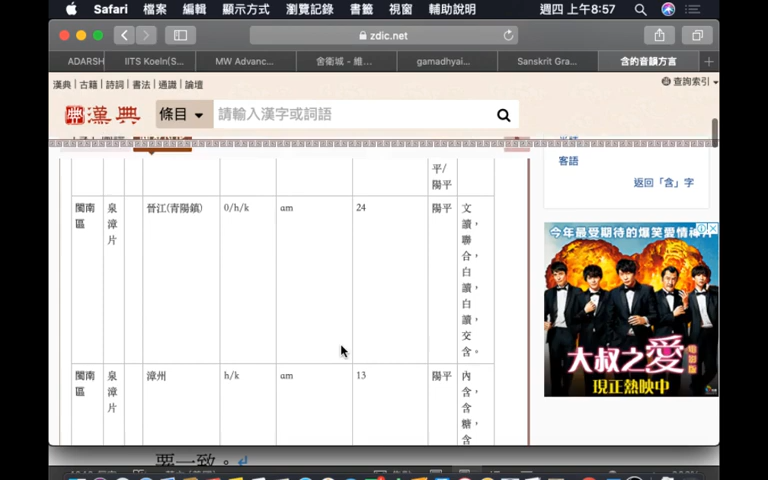 Safari 檔案 編輯 顯示方式 瀏覽記錄 書籤 視窗 輔助說明 週四 上午8:57
zdic.net
ADARSH IITS Koeln(S... MW Advanc... 舍衛城 - 維... gamadhyai... Sanskrit Gra... 含的音韻方言
漢典 | 古籍 | 詩詞 | 書法 | 通識 | 論壇 查詢索引
漢典 條目 請輸入漢字或詞語
客語
返回「含」字
平/
陽平
閩南區 泉漳片 晉江(青陽鎮) 0/h/k am 24 陽平 文讀,聯合,白讀,白讀,交含。
閩南區 泉漳片 漳州 h/k am 13 陽平 內含,含糖,含
今年最受期待的爆笑愛情神片
大叔之愛 電影版
現正熱映中
要一致。